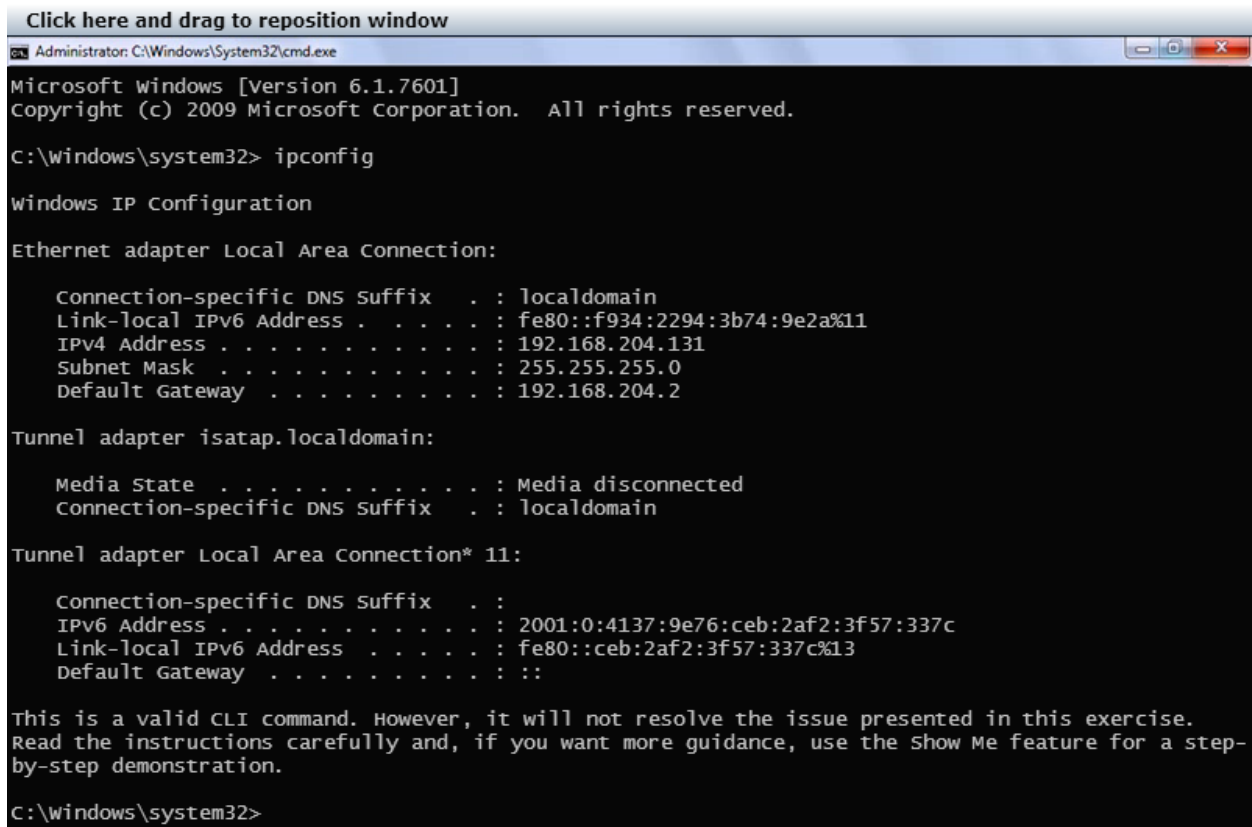 Click here and drag to reposition window
Administrator: C:\Windows\System32\cmd.exe
Microsoft Windows [Version 6.1.7601]
Copyright (c) 2009 Microsoft Corporation.  All rights reserved.
C:\Windows\system32> ipconfig
Windows IP Configuration
Ethernet adapter Local Area Connection:
Connection-specific DNS Suffix  . : localdomain
Link-local IPv6 Address . . . . . : fe80::f934:2294:3b74:9e2a%11
IPv4 Address . . . . . . . . . . . : 192.168.204.131
Subnet Mask . . . . . . . . . . . : 255.255.255.0
Default Gateway . . . . . . . . . : 192.168.204.2
Tunnel adapter isatap.localdomain:
Media State . . . . . . . . . . . : Media disconnected
Connection-specific DNS Suffix  . : localdomain
Tunnel adapter Local Area Connection* 11:
Connection-specific DNS Suffix  . :
IPv6 Address . . . . . . . . . . . : 2001:0:4137:9e76:ceb:2af2:3f57:337c
Link-local IPv6 Address . . . . . : fe80::ceb:2af2:3f57:337c%13
Default Gateway . . . . . . . . . : ::
This is a valid CLI command. However, it will not resolve the issue presented in this exercise.
Read the instructions carefully and, if you want more guidance, use the Show Me feature for a step-
by-step demonstration.
C:\Windows\system32>